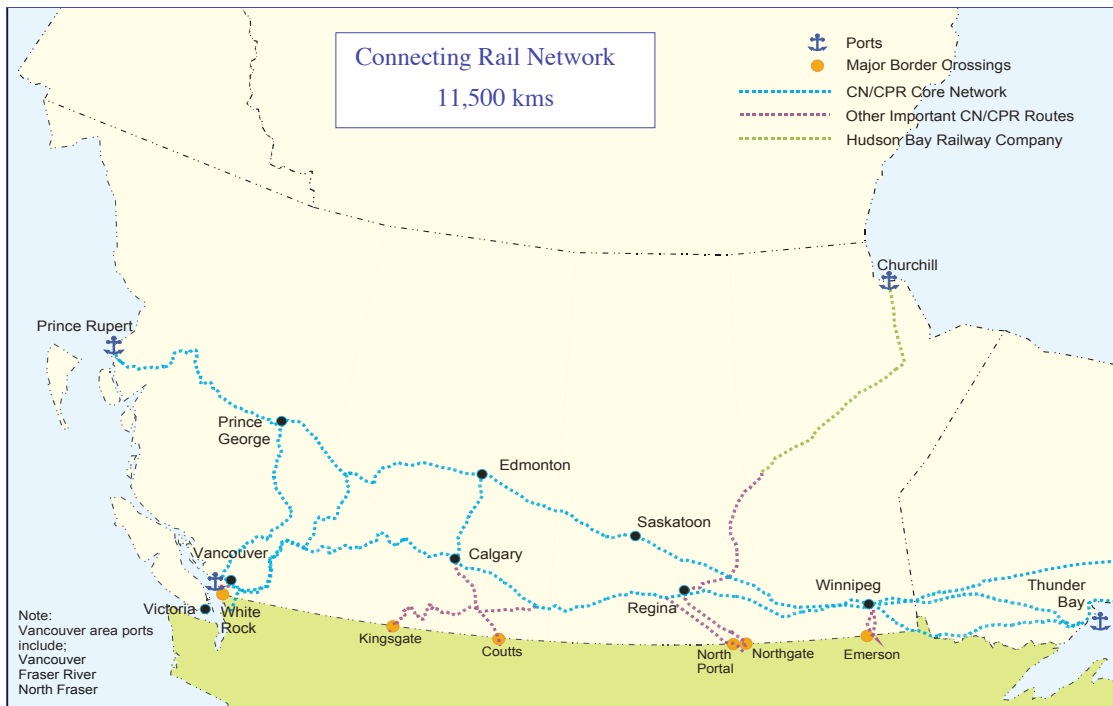 Connecting Rail Network
11,500 kms
Ports
Major Border Crossings
CN/CPR Core Network
Other Important CN/CPR Routes
Hudson Bay Railway Company
Churchill
Prince Rupert
Prince
George
Edmonton
Saskatoon
Vancouver
Calgary
Winnipeg
Thunder
Bay
Regina
Victoria
White
Rock
Kingsgate
Coutts
North
Portal
Northgate
Emerson
Note:
Vancouver area ports
include;
Vancouver
Fraser River
North Fraser